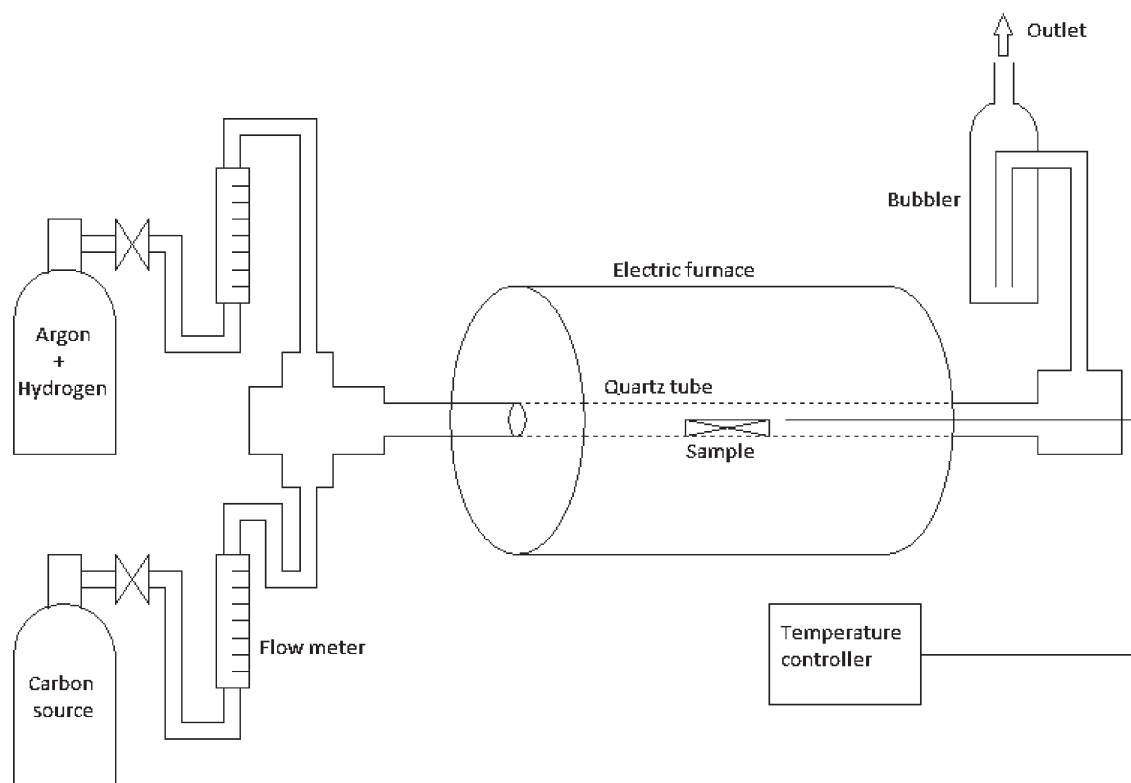 Outlet
Bubbler
Electric furnace
Argon
+
Hydrogen
Quartz tube
Sample
Flow meter
Temperature
controller
Carbon
source